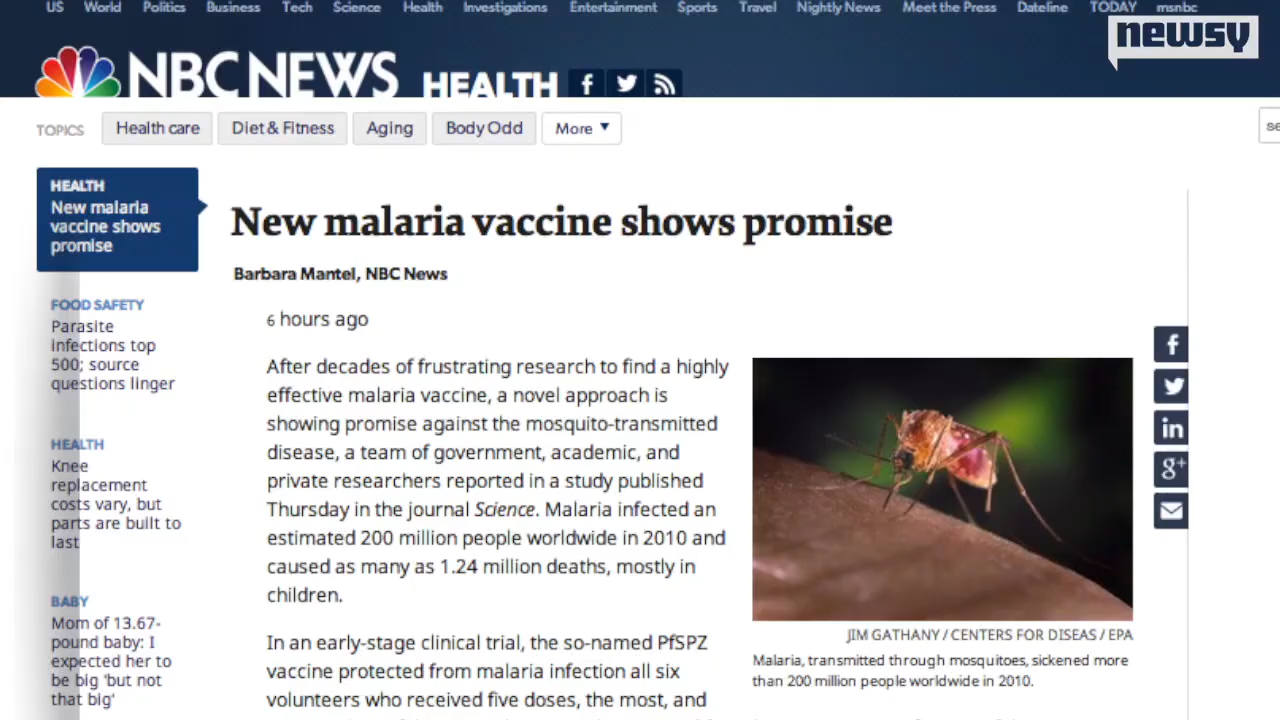 US World Politics Business Tech Science Health Investigations Entertainment Sports Travel Nightly News Meet the Press Dateline TODAY msnbc
newsy
NBC NEWS HEALTH
TOPICS Health care Diet & Fitness Aging Body Odd More
HEALTH
New malaria
vaccine shows
promise
FOOD SAFETY
Parasite
infections top
500; source
questions linger
HEALTH
Knee
replacement
costs vary, but
parts are built to
last
BABY
Mom of 13.67-
pound baby: I
expected her to
be big 'but not
that big'
New malaria vaccine shows promise
Barbara Mantel, NBC News
6 hours ago
After decades of frustrating research to find a highly
effective malaria vaccine, a novel approach is
showing promise against the mosquito-transmitted
disease, a team of government, academic, and
private researchers reported in a study published
Thursday in the journal Science. Malaria infected an
estimated 200 million people worldwide in 2010 and
caused as many as 1.24 million deaths, mostly in
children.
In an early-stage clinical trial, the so-named PfSPZ
vaccine protected from malaria infection all six
volunteers who received five doses, the most, and
JIM GATHANY / CENTERS FOR DISEAS / EPA
Malaria, transmitted through mosquitoes, sickened more
than 200 million people worldwide in 2010.